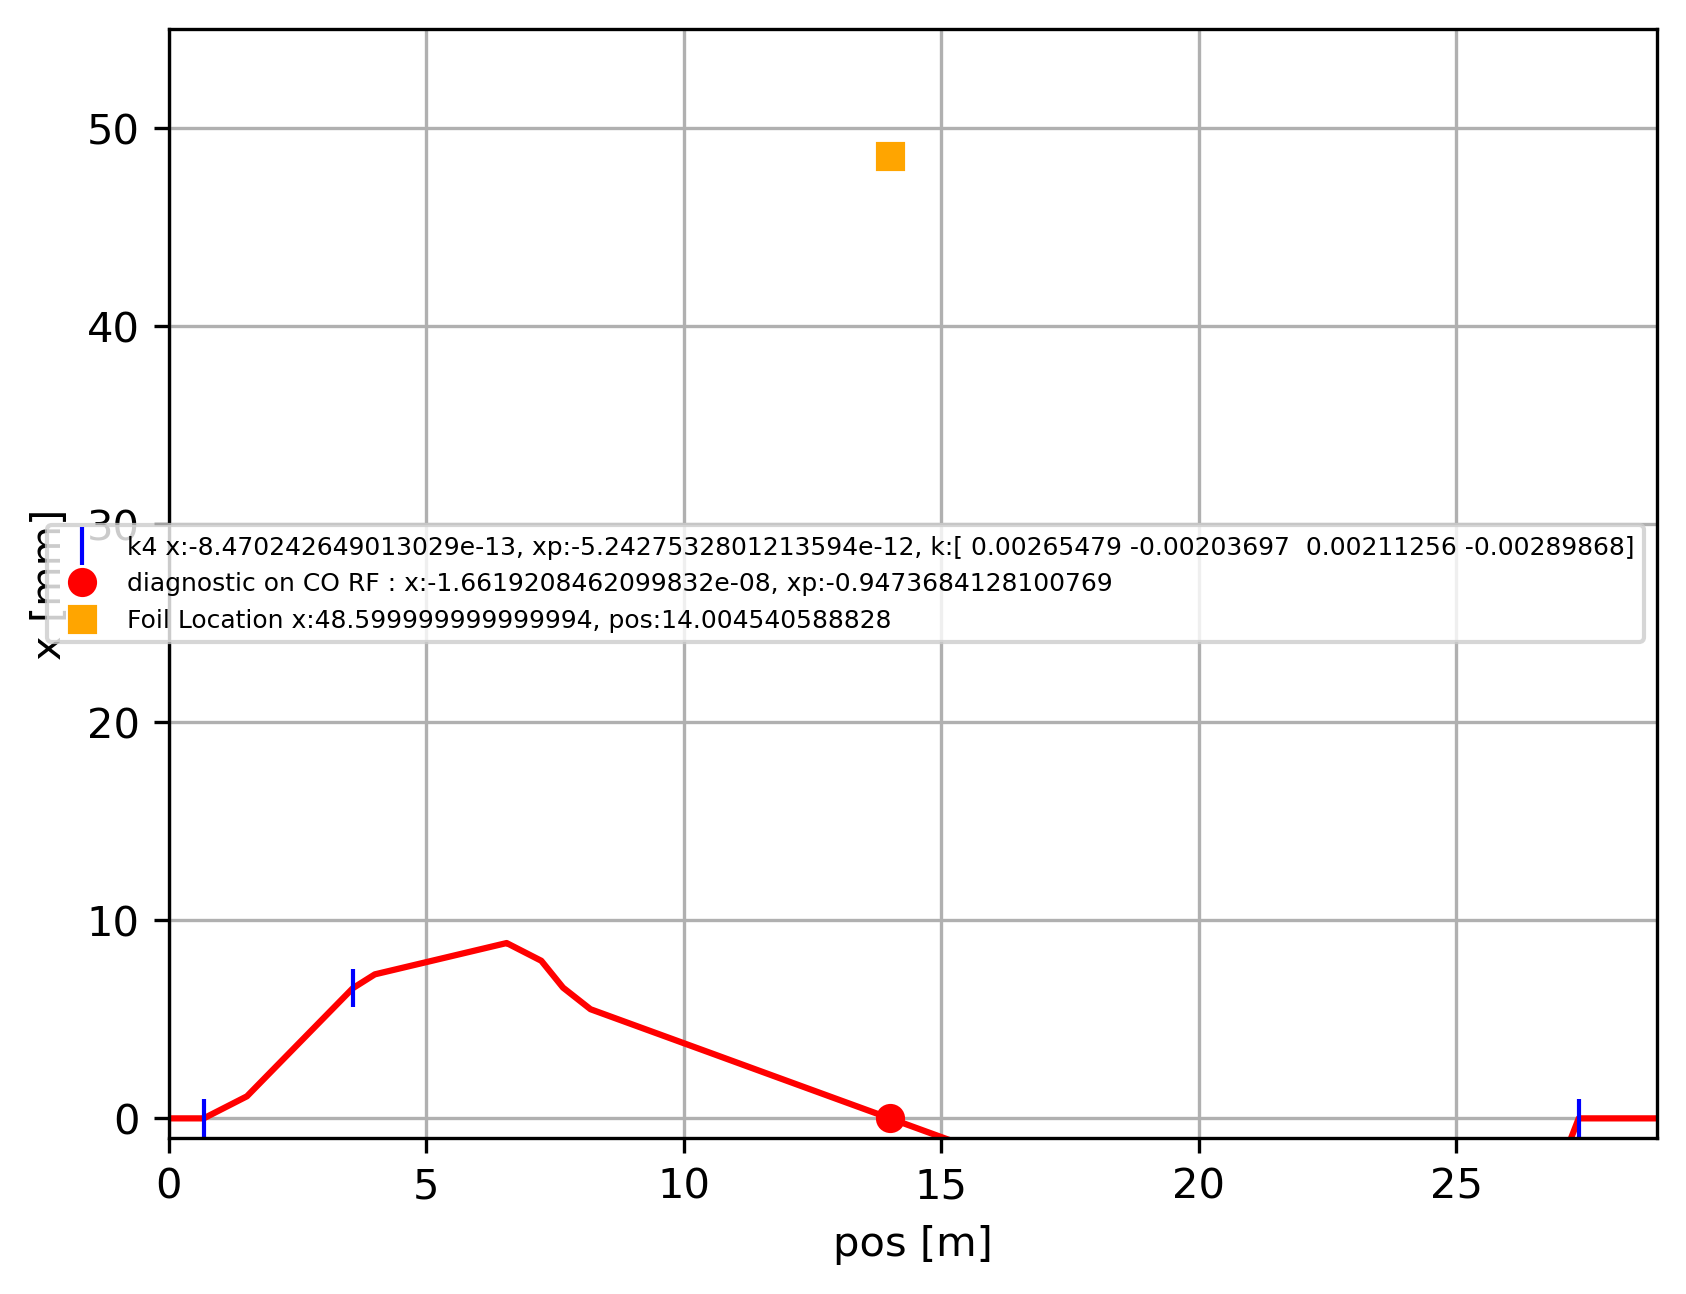 50
40
30
20
10
0
x [mm]
k4 x:-8.470242649013029e-13, xp:-5.2427532801213594e-12, k:[ 0.00265479 -0.00203697  0.00211256 -0.00289868]
diagnostic on CO RF : x:-1.6619208462099832e-08, xp:-0.9473684128100769
Foil Location x:48.599999999999994, pos:14.004540588828
0 5 10 15 20 25
pos [m]